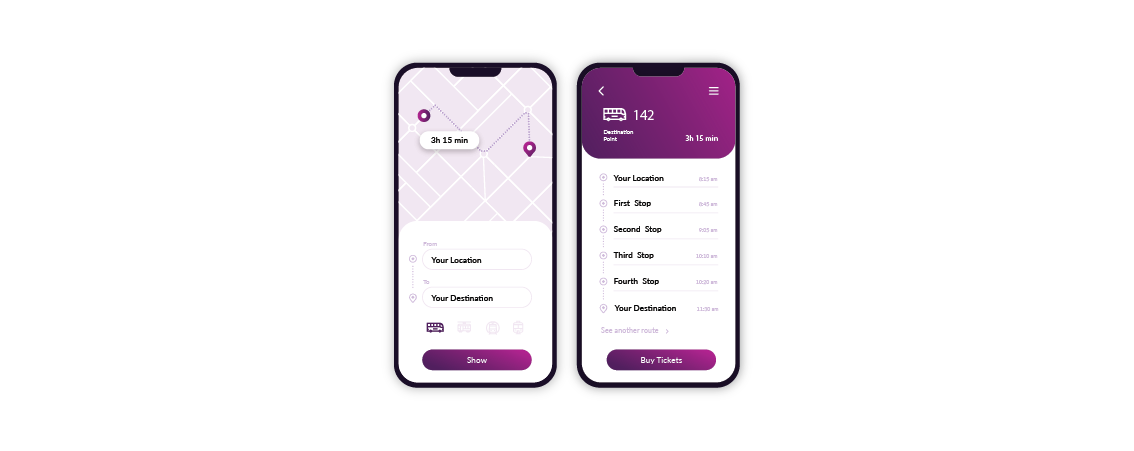 3h 15 min
From
Your Location
To
Your Destination
Show
142
Destination
Point
3h 15 min
Your Location 8:15 am
First Stop 8:45 am
Second Stop 9:05 am
Third Stop 10:10 am
Fourth Stop 10:20 am
Your Destination 11:30 am
See another route
Buy Tickets